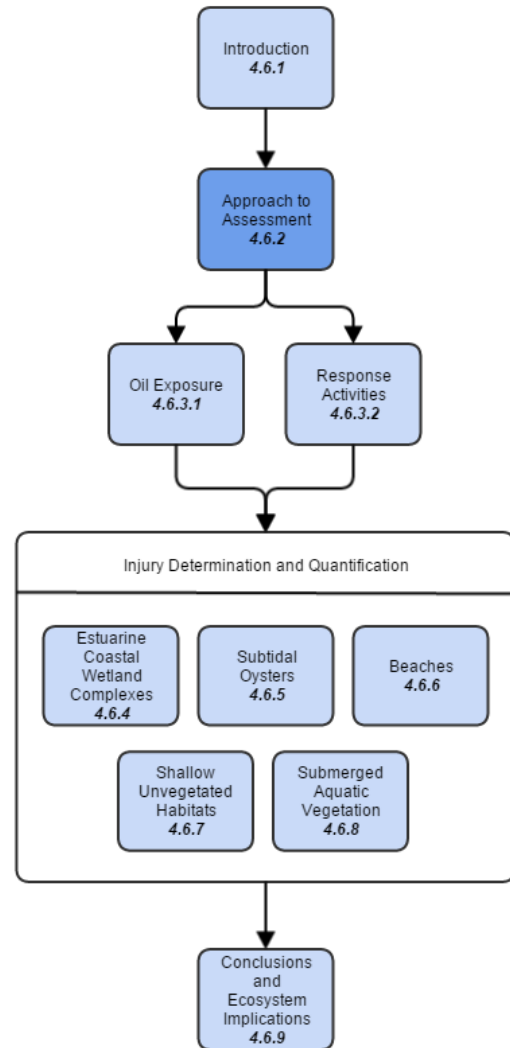 Introduction
4.6.1
Approach to
Assessment
4.6.2
Oil Exposure
4.6.3.1
Response
Activities
4.6.3.2
Injury Determination and Quantification
Estuarine
Coastal
Wetland
Complexes
4.6.4
Subtidal
Oysters
4.6.5
Beaches
4.6.6
Shallow
Unvegetated
Habitats
4.6.7
Submerged
Aquatic
Vegetation
4.6.8
Conclusions
and
Ecosystem
Implications
4.6.9